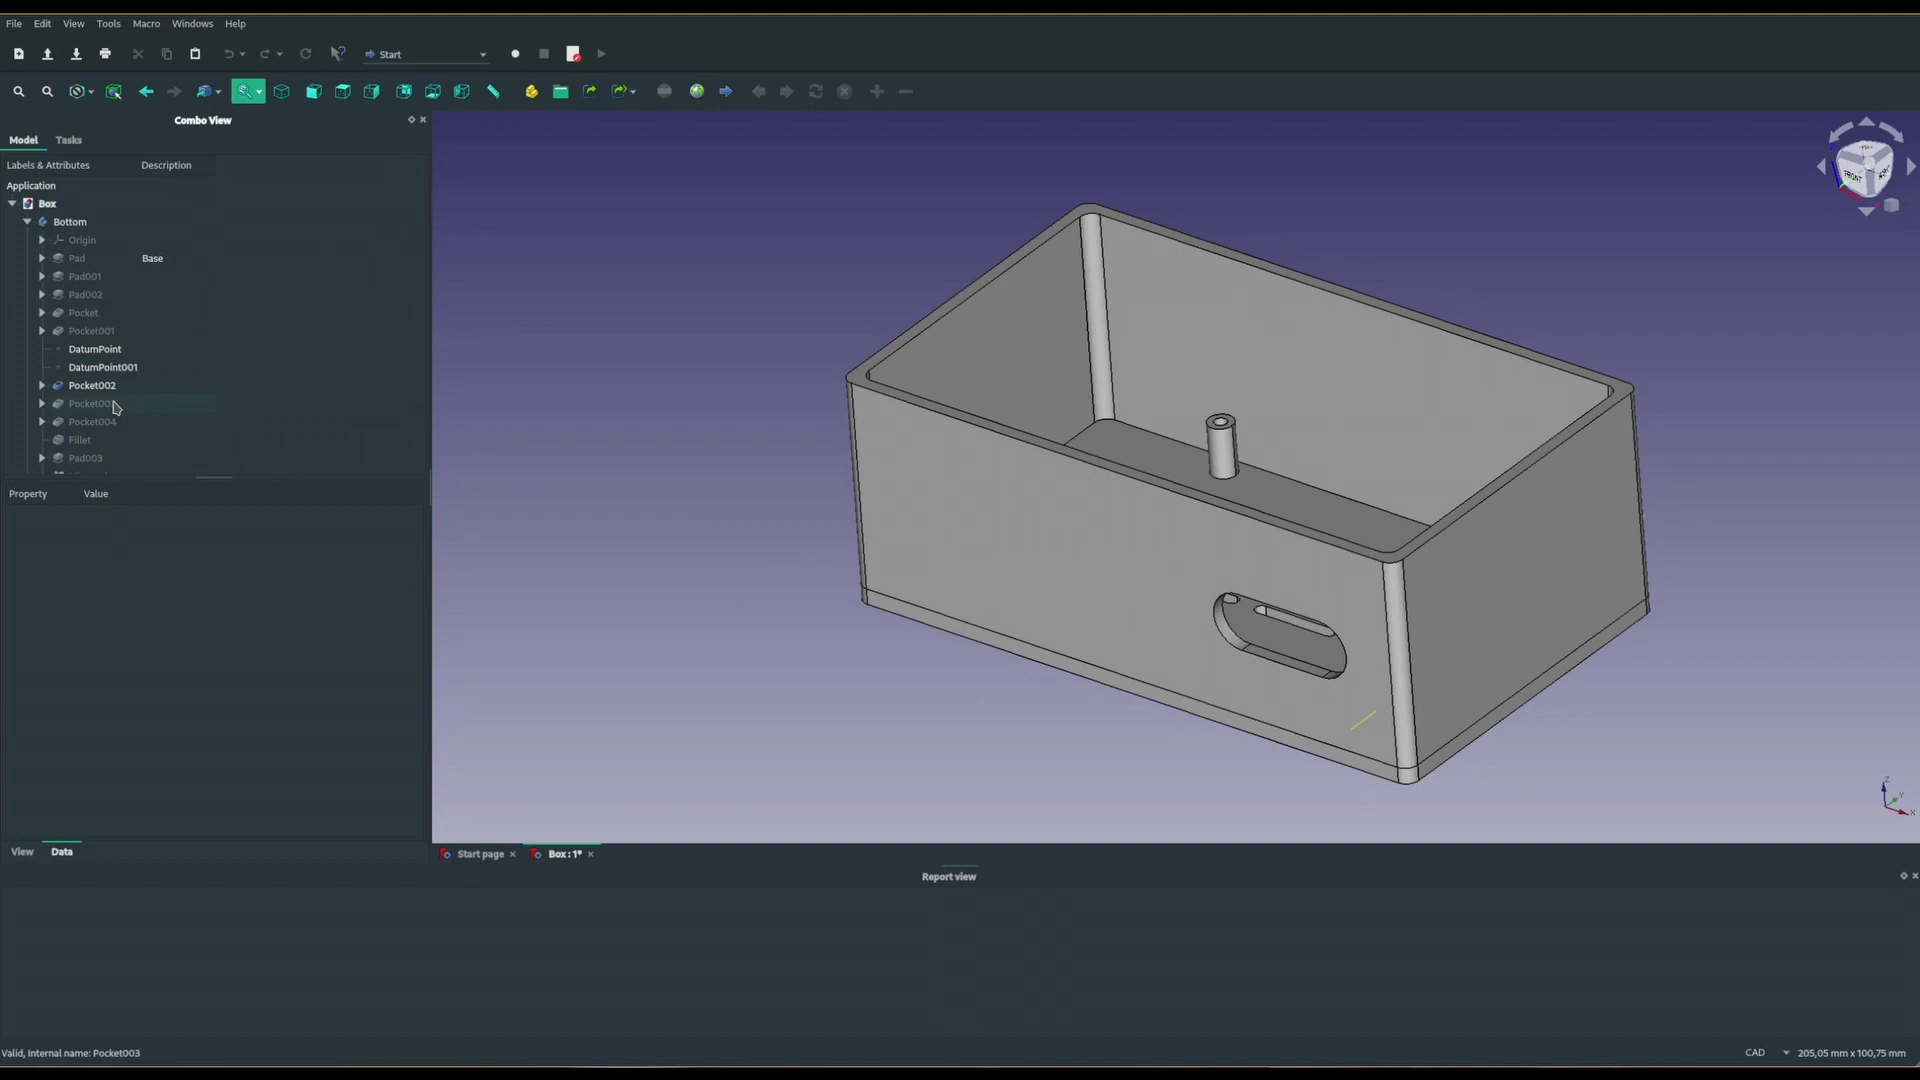 File Edit View Tools Macro Windows Help
Start
Combo View
Model Tasks
Labels & Attributes Description
Application
Box
Bottom
Origin
Pad Base
Pad001
Pad002
Pocket
Pocket001
DatumPoint
DatumPoint001
Pocket002
Pocket003
Pocket004
Fillet
Pad003
Property Value
View Data
FRONT
Z
Y
X
Start page Box : 1*
Report view
Valid, Internal name: Pocket003
CAD 205,05 mm x 100,75 mm